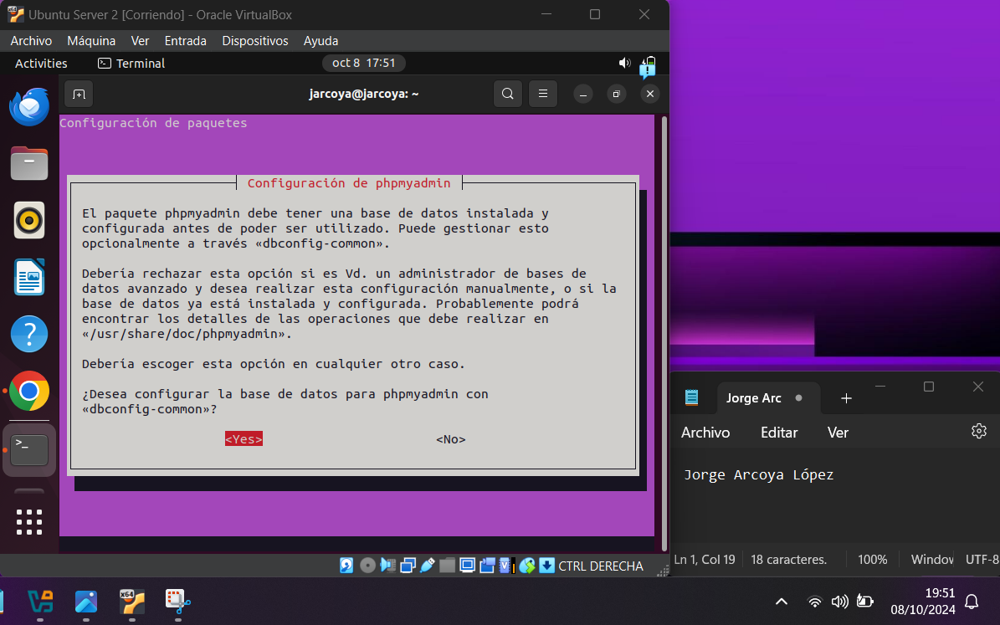 Ubuntu Server 2 [Corriendo] - Oracle VirtualBox
Archivo Máquina Ver Entrada Dispositivos Ayuda
Activities Terminal oct 8 17:51
jarcoya@jarcoya: ~
Configuración de paquetes
Configuración de phpmyadmin
El paquete phpmyadmin debe tener una base de datos instalada y
configurada antes de poder ser utilizado. Puede gestionar esto
opcionalmente a través «dbconfig-common».
Debería rechazar esta opción si es Vd. un administrador de bases de
datos avanzado y desea realizar esta configuración manualmente, o si la
base de datos ya está instalada y configurada. Probablemente podrá
encontrar los detalles de las operaciones que debe realizar en
«/usr/share/doc/phpmyadmin».
Debería escoger esta opción en cualquier otro caso.
¿Desea configurar la base de datos para phpmyadmin con
«dbconfig-common»?
<Yes> <No>
CTRL DERECHA
Jorge Arc
Archivo Editar Ver
Jorge Arcoya López
Ln 1, Col 19 18 caracteres. 100% Window UTF-8
x64
19:51
08/10/2024